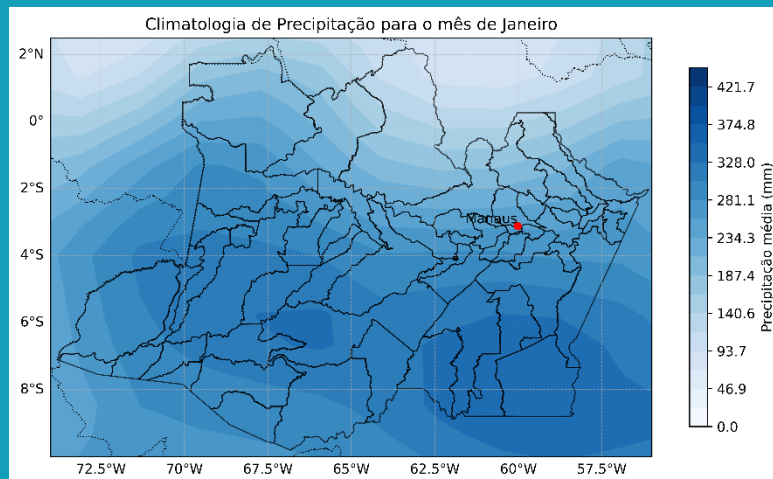 Climatologia de Precipitação para o mês de Janeiro
2°N
0°
2°S
4°S
6°S
8°S
Manaus
72.5°W
70°W
67.5°W
65°W
62.5°W
60°W
57.5°W
421.7
374.8
328.0
281.1
234.3
187.4
140.6
93.7
46.9
0.0
Precipitação média (mm)